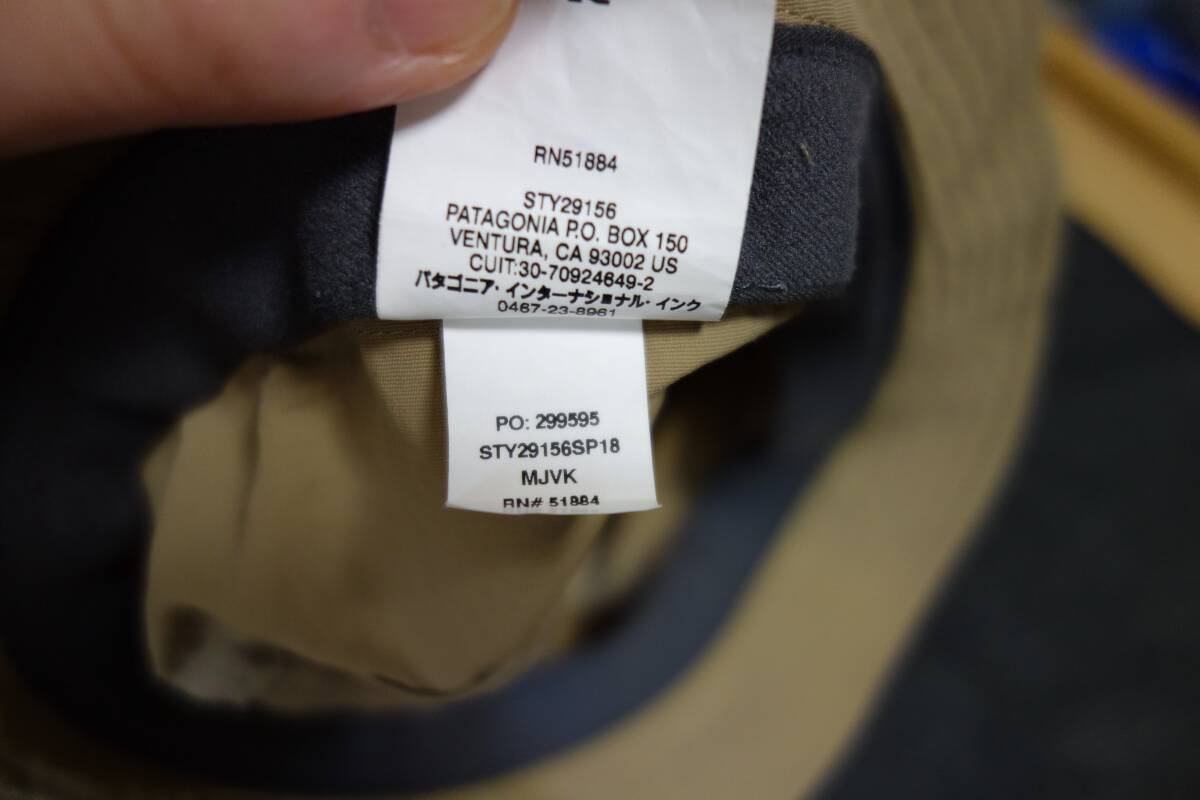 RN51884
STY29156
PATAGONIA P.O. BOX 150
VENTURA, CA 93002 US
CUIT:30-70924649-2
パタゴニア・インターナショナル・インク
0467-23-8961
PO: 299595
STY29156SP18
MJVK
RN# 51884